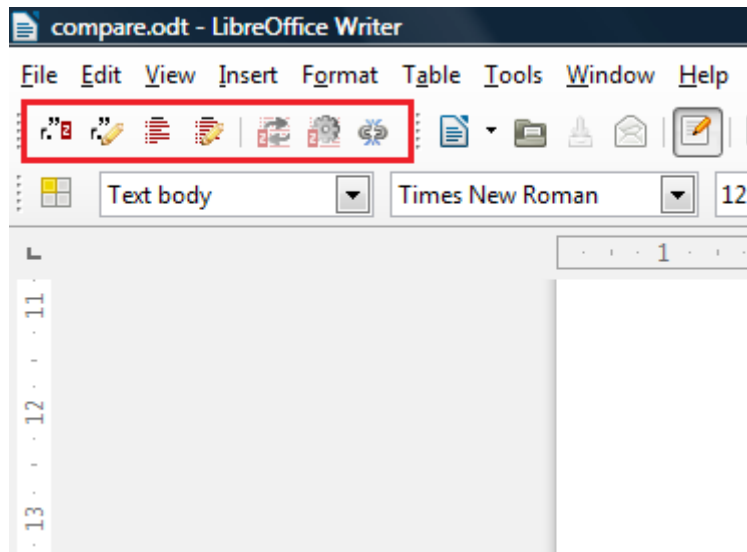 compare.odt - LibreOffice Writer
File Edit View Insert Format Table Tools Window Help
r.” z r.”
Text body Times New Roman 12
1
11
12
13